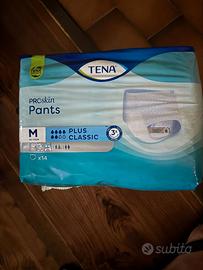 TENA
PROskin
Pants
M
PLUS
CLASSIC
x14
subito